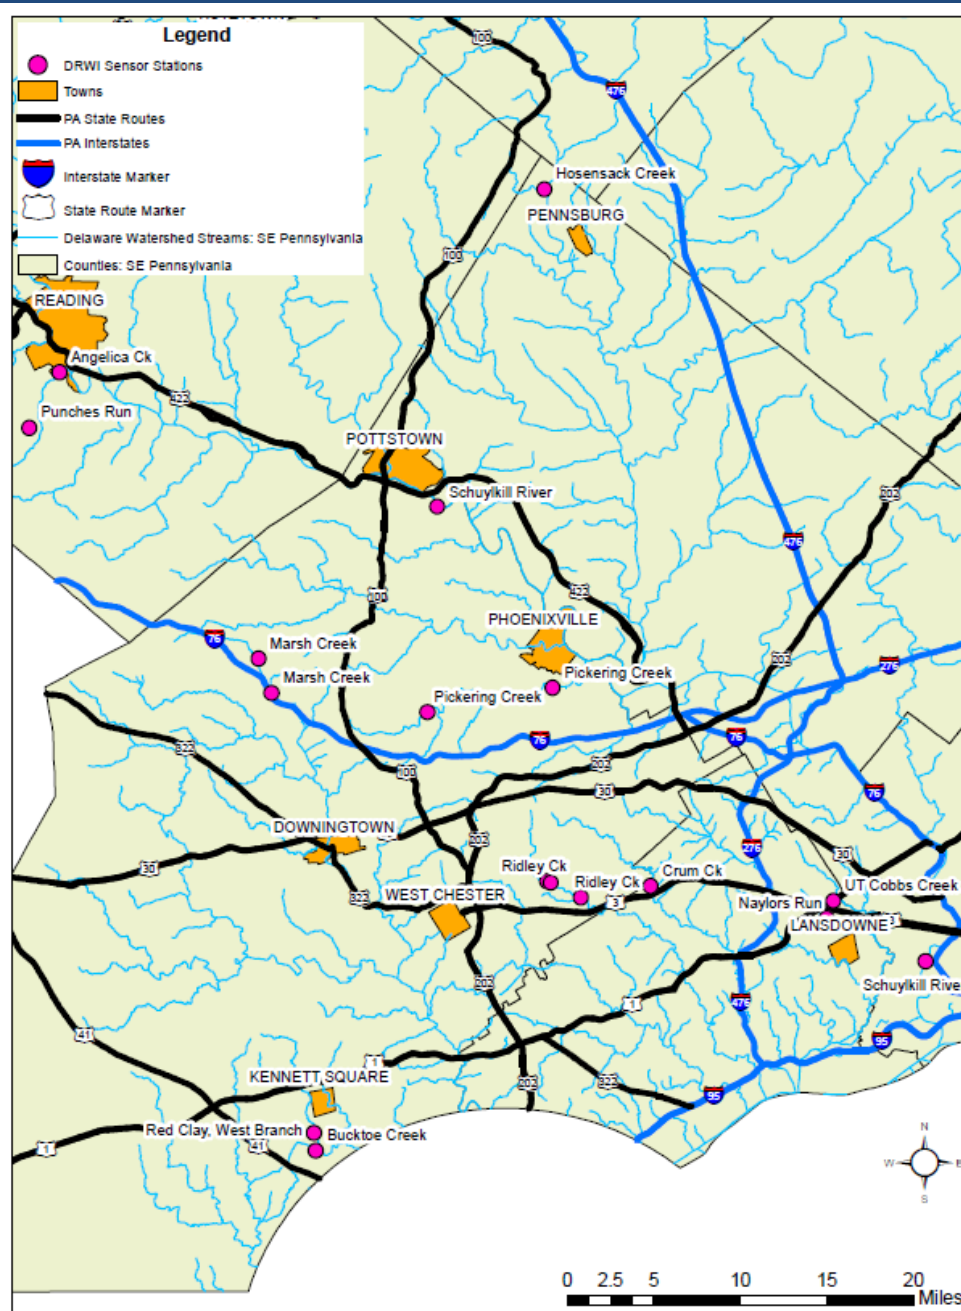 Legend
DRWI Sensor Stations
Towns
PA State Routes
PA Interstates
Interstate Marker
State Route Marker
Delaware Watershed Streams: SE Pennsylvania
Counties: SE Pennsylvania
100
476
Hosensack Creek
PENNSBURG
100
READING
Angelica Ck
422
Punches Run
POTTSTOWN
Schuylkill River
202
476
100
422
PHOENIXVILLE
76
Marsh Creek
202
276
Marsh Creek
Pickering Creek
Pickering Creek
322
76
76
100
202
30
76
DOWNINGTOWN
202
276
30
30
Ridley Ck
Crum Ck
322
WEST CHESTER
Ridley Ck
3
UT Cobbs Creek
Naylors Run
LANSDOWNE
3
202
Schuylkill Rive
476
1
41
95
1
KENNETT SQUARE
202
322
95
Red Clay, West Branch
Bucktoe Creek
1
41
N
W
E
S
0 2.5 5 10 15 20
Miles